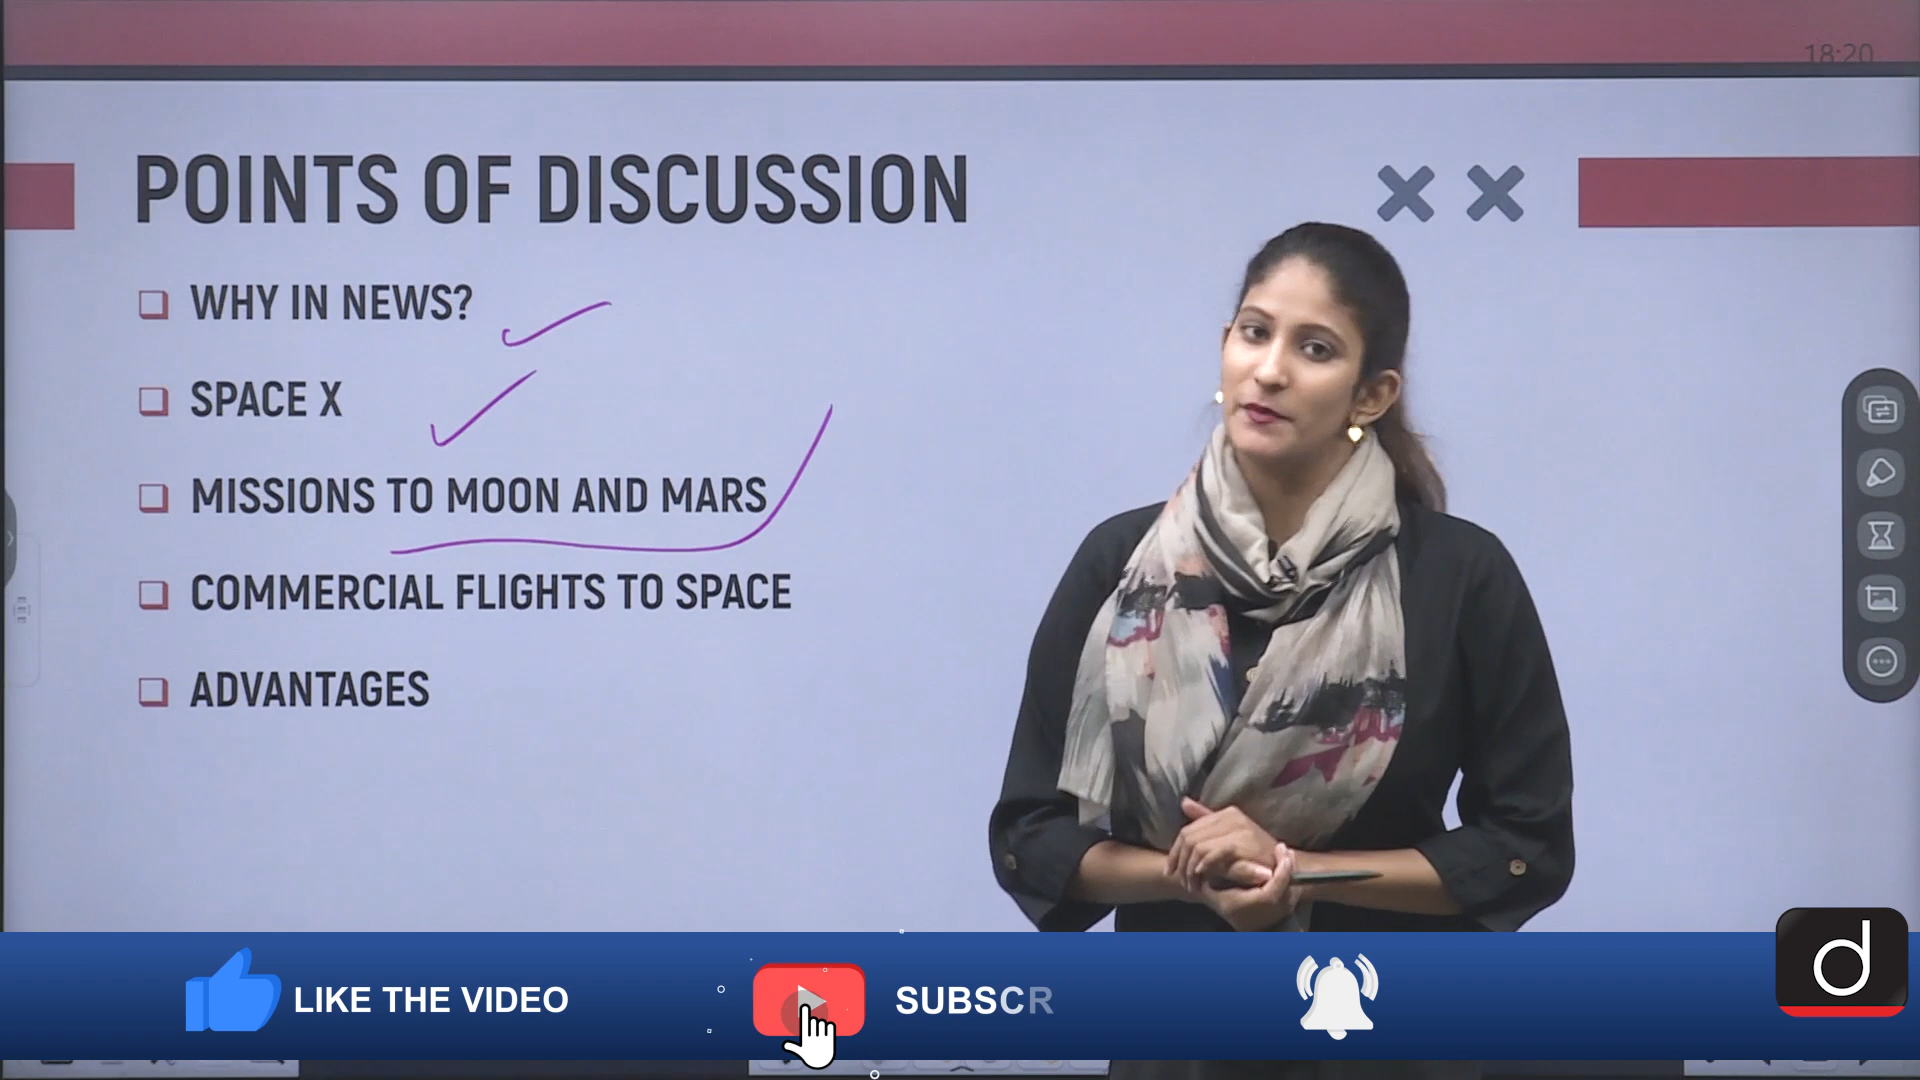 18:20
POINTS OF DISCUSSION
WHY IN NEWS?
SPACE X
MISSIONS TO MOON AND MARS
COMMERCIAL FLIGHTS TO SPACE
ADVANTAGES
LIKE THE VIDEO
SUBSCR
d